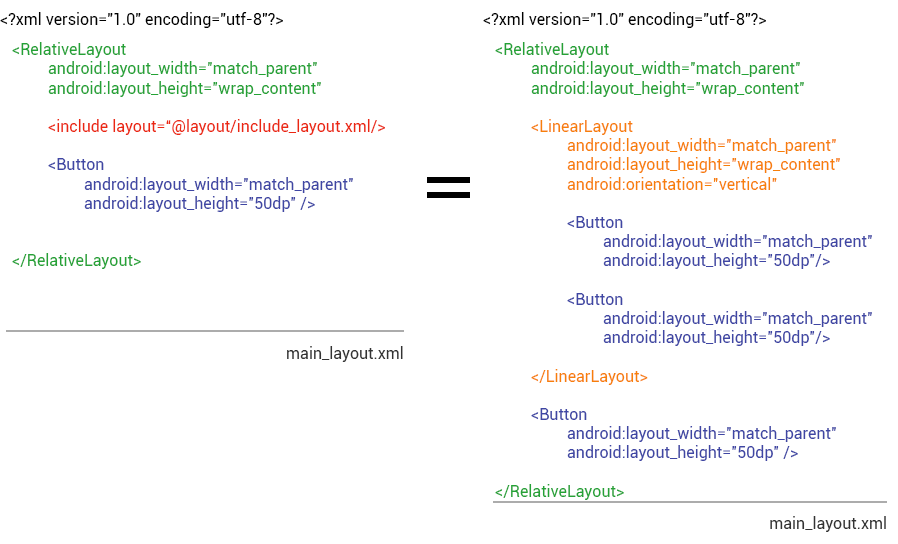 <?xml version="1.0" encoding="utf-8"?>
<RelativeLayout
android:layout_width="match_parent"
android:layout_height="wrap_content"
<include layout=“@layout/include_layout.xml/>
<Button
android:layout_width="match_parent"
android:layout_height="50dp" />
</RelativeLayout>
main_layout.xml
=
<?xml version="1.0" encoding="utf-8"?>
<RelativeLayout
android:layout_width="match_parent"
android:layout_height="wrap_content"
<LinearLayout
android:layout_width="match_parent"
android:layout_height="wrap_content"
android:orientation="vertical"
<Button
android:layout_width="match_parent"
android:layout_height="50dp"/>
<Button
android:layout_width="match_parent"
android:layout_height="50dp"/>
</LinearLayout>
<Button
android:layout_width="match_parent"
android:layout_height="50dp" />
</RelativeLayout>
main_layout.xml